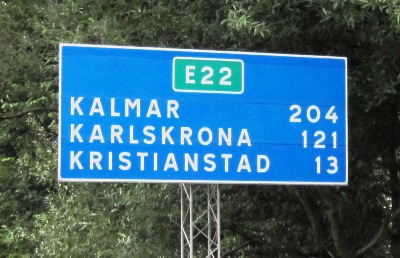 E22
KALMAR 204
KARLSKRONA 121
KRISTIANSTAD 13